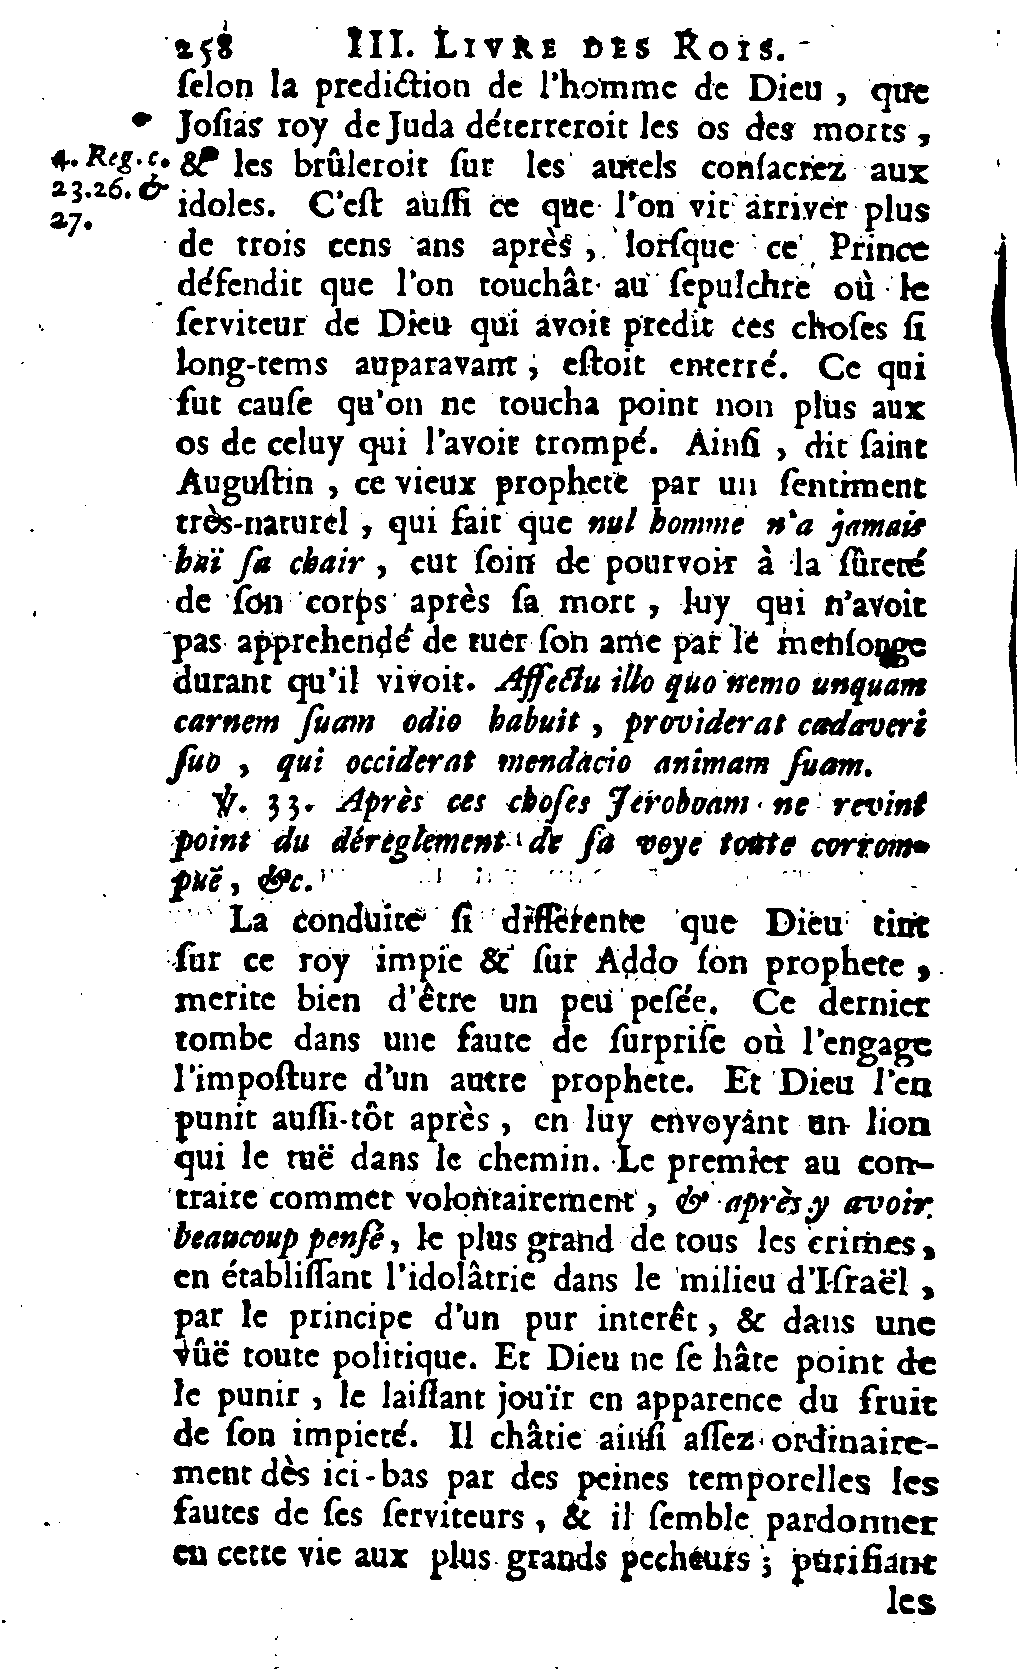 258 III. LIVRE DES ROIS.
ſelon la prediction de l'homme de Dieu, que
Joſias roy de Juda déterreroit les os des morts,
4. Reg. c. & les brûleroit ſur les autels conſacrez aux
23.26. & idoles. C'eſt auſſi ce que l'on vit arriver plus
27.
de trois cens ans après, lorſque ce Prince
défendit que l'on touchât au ſepulchre où le
ſerviteur de Dieu qui avoit predit ces choſes ſi
long-tems auparavant, eſtoit enterré. Ce qui
fut cauſe qu'on ne toucha point non plus aux
os de celuy qui l'avoit trompé. Ainſi, dit ſaint
Auguſtin, ce vieux prophete par un ſentiment
très-naturel, qui fait que nul homme n'a jamais
haï ſa chair, eut ſoin de pourvoir à la ſûreté
de ſon corps après ſa mort, luy qui n'avoit
pas apprehendé de tuer ſon ame par le menſonge
durant qu'il vivoit. Affectu illo quo nemo unquam
carnem ſuam odio habuit, providerat cadaveri
ſuo, qui occiderat mendacio animam ſuam.
℣. 33. Après ces choſes Jeroboam ne revint
point du déreglement de ſa voye toute corrom-
puë, &c.
La conduite ſi differente que Dieu tint
ſur ce roy impie & ſur Addo ſon prophete,
merite bien d'être un peu peſée. Ce dernier
tombe dans une faute de ſurpriſe où l'engage
l'impoſture d'un autre prophete. Et Dieu l'en
punit auſſi-tôt après, en luy envoyant un lion
qui le tuë dans le chemin. Le premier au con-
traire commet volontairement, & après y avoir
beaucoup penſé, le plus grand de tous les crimes,
en établiſſant l'idolâtrie dans le milieu d'Iſraël,
par le principe d'un pur interêt, & dans une
vûë toute politique. Et Dieu ne ſe hâte point de
le punir, le laiſſant jouïr en apparence du fruit
de ſon impieté. Il châtie ainſi aſſez ordinaire-
ment dès ici-bas par des peines temporelles les
fautes de ſes ſerviteurs, & il ſemble pardonner
en cette vie aux plus grands pecheurs; purifiant
les